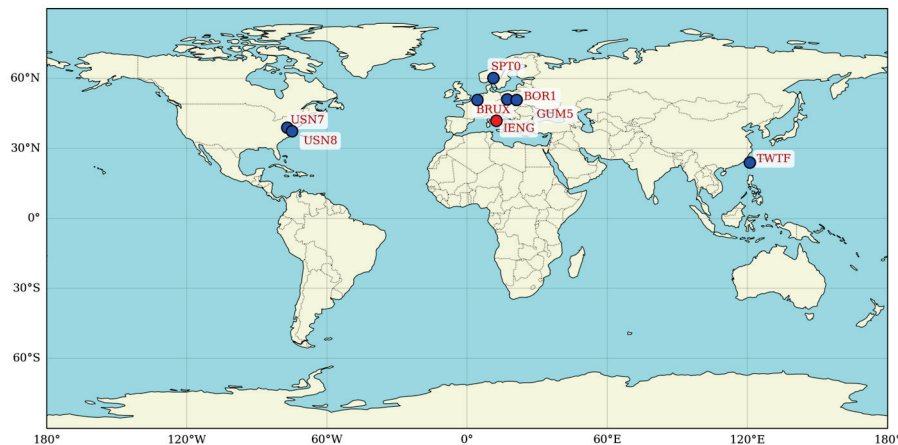 SPT0
60°N
BOR1
BRUX
GUM5
USN7
IENG
USN8
30°N
TWTF
0°
30°S
60°S
180°
120°W
60°W
0°
60°E
120°E
180°